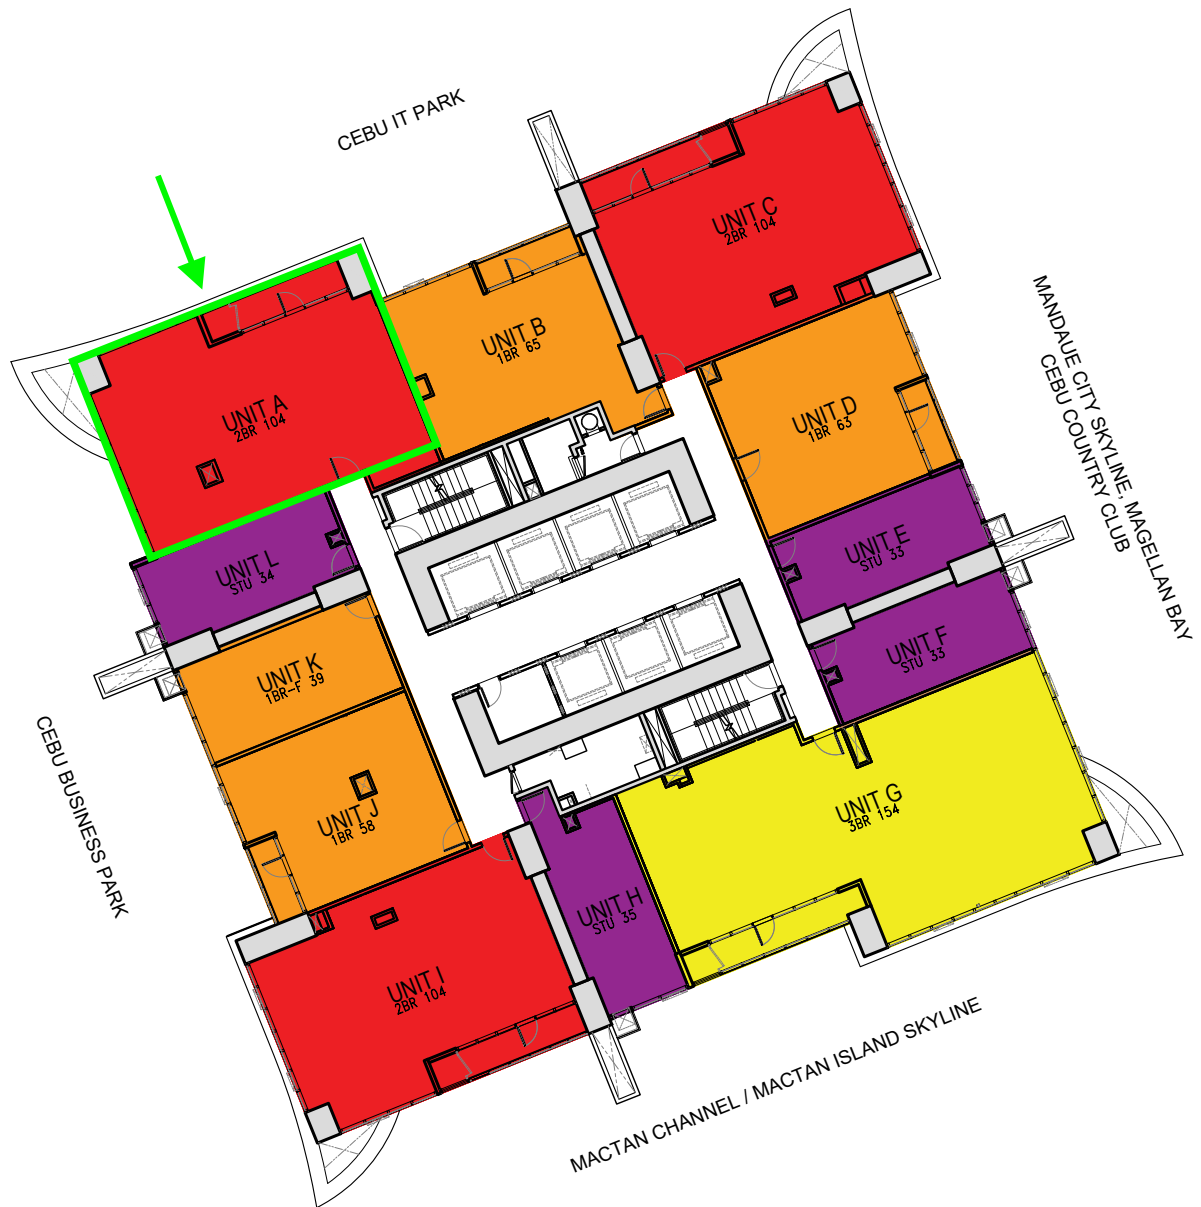 CEBU IT PARK
UNIT C
2BR 104
UNIT B
1BR 65
UNIT A
2BR 104
UNIT D
1BR 63
MANDAUE CITY SKYLINE, MAGELLAN BAY
CEBU COUNTRY CLUB
UNIT E
STU 33
UNIT L
STU 34
UNIT F
STU 33
UNIT K
1BR-F 39
UNIT J
1BR 58
UNIT G
3BR 154
CEBU BUSINESS PARK
UNIT H
STU 35
UNIT I
2BR 104
MACTAN CHANNEL / MACTAN ISLAND SKYLINE